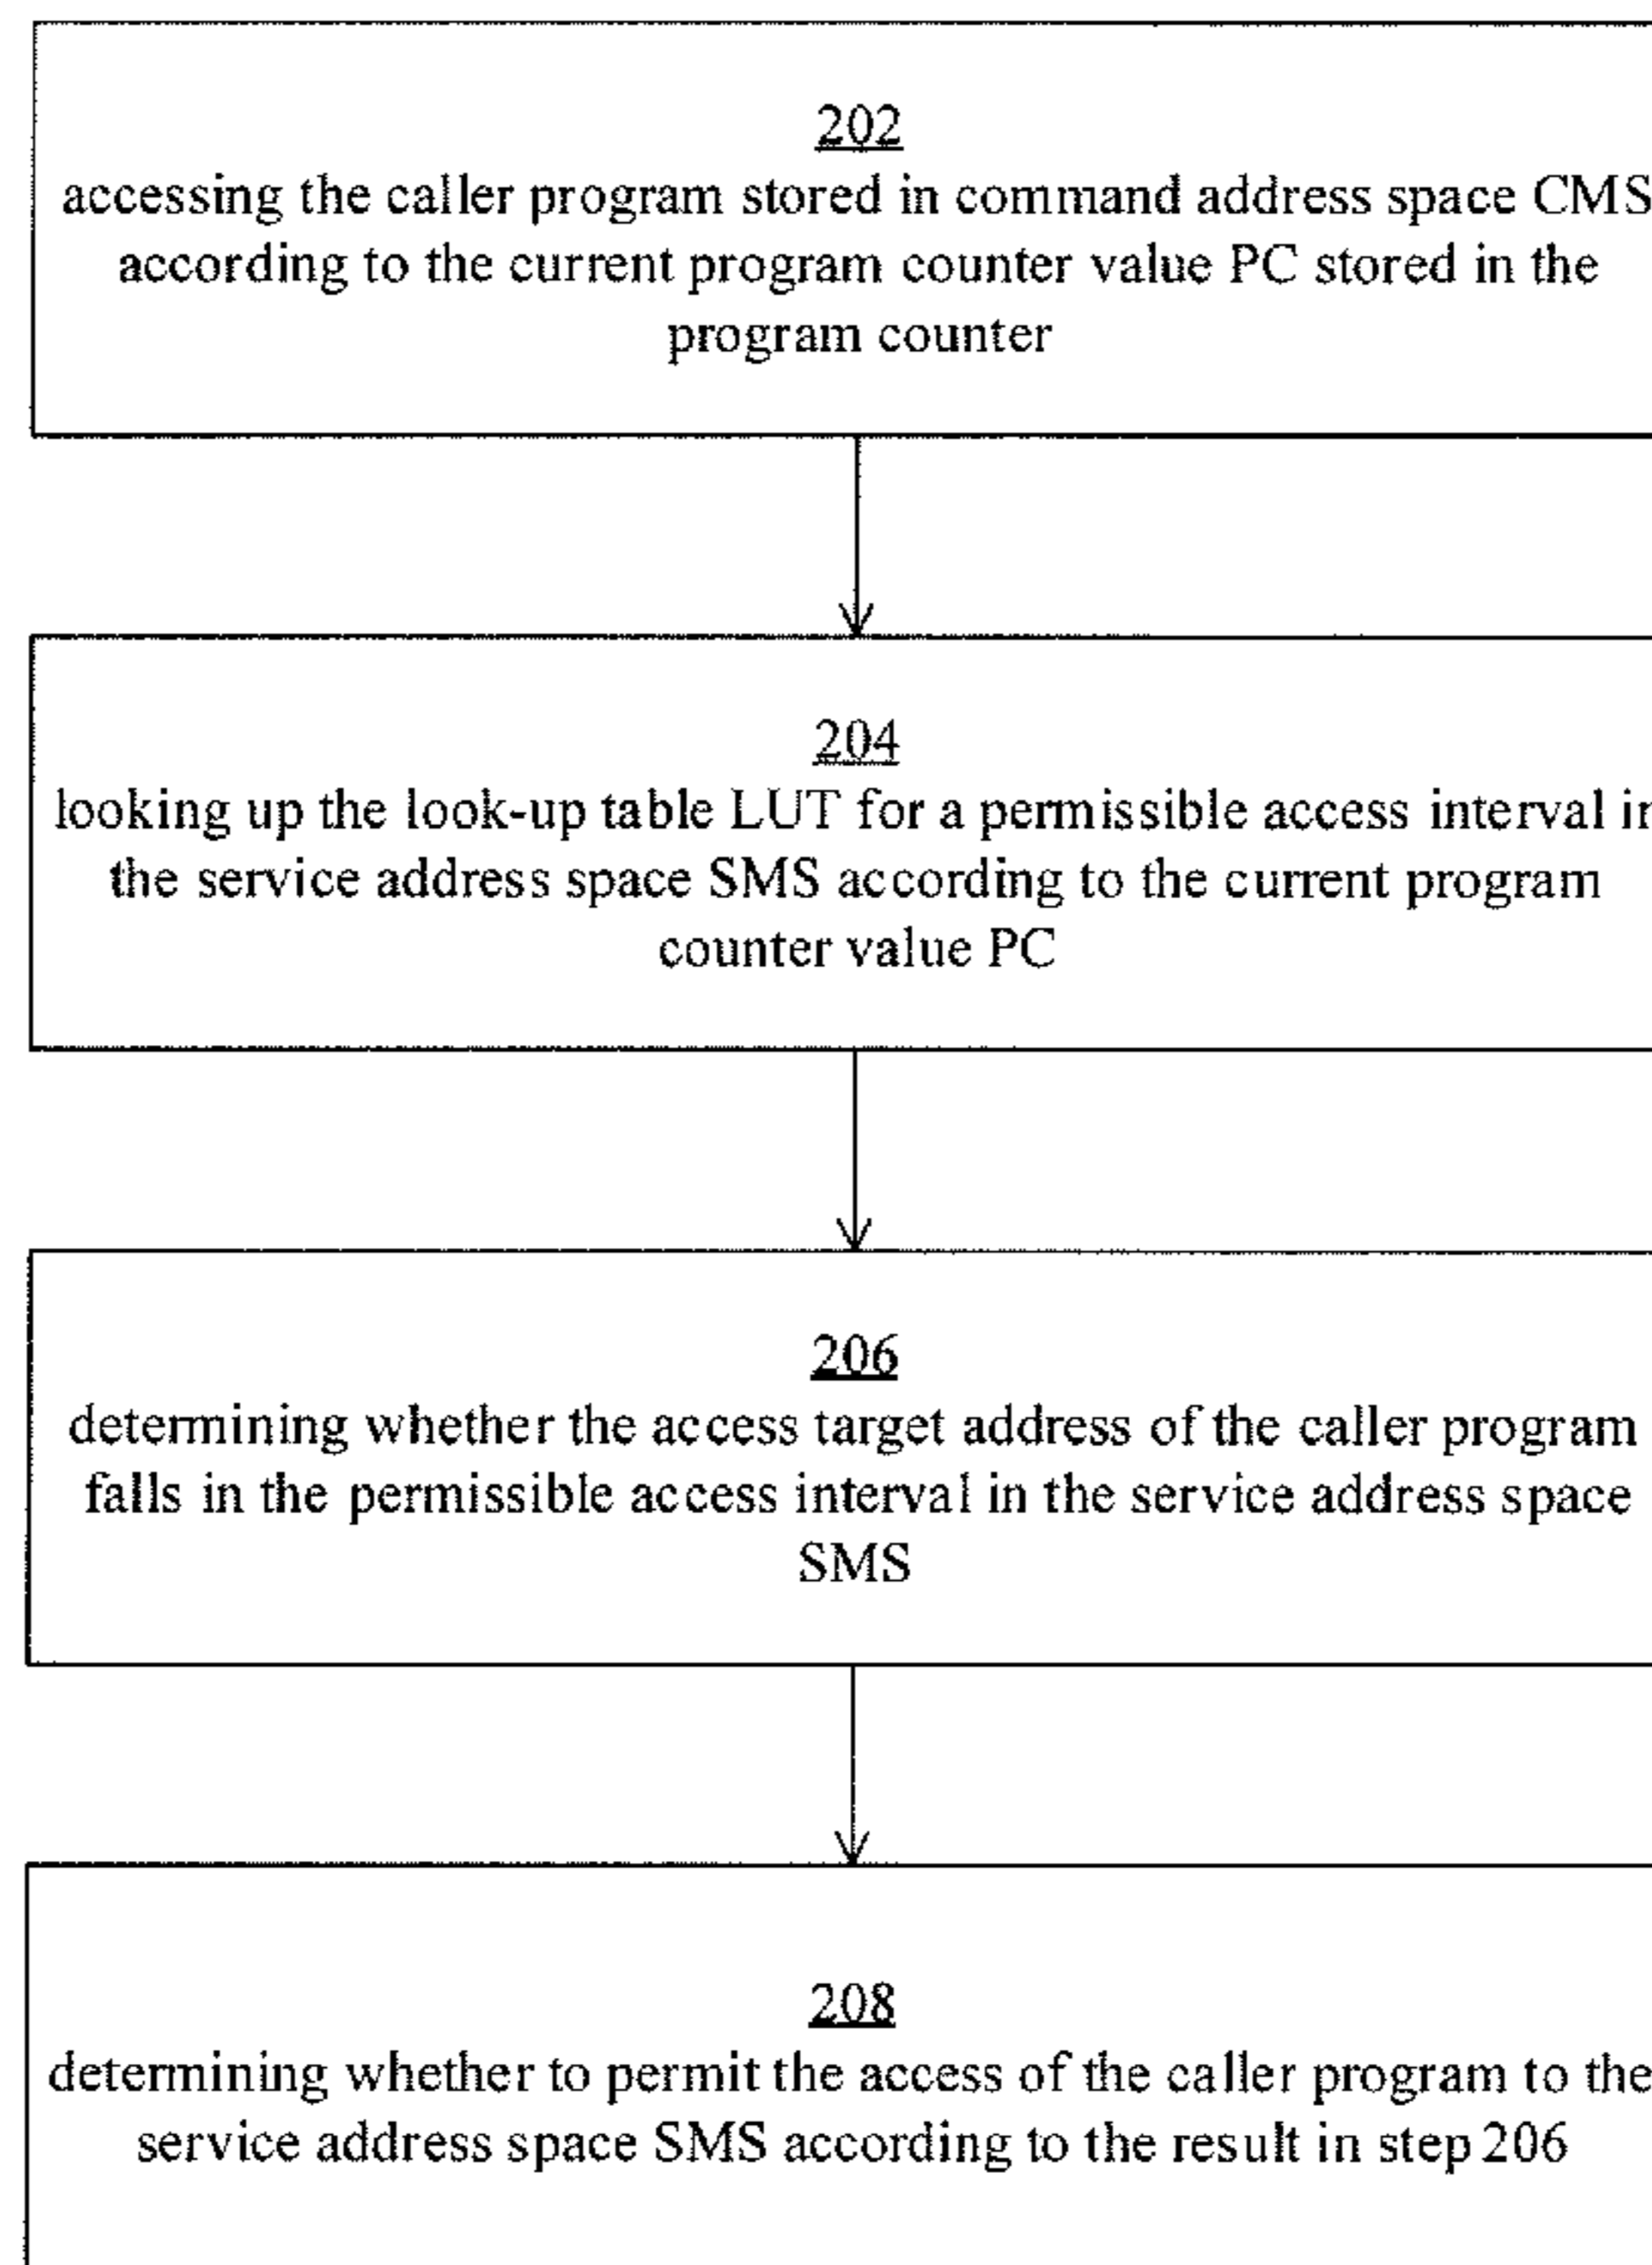 202
accessing the caller program stored in command address space CMS
according to the current program counter value PC stored in the
program counter
204
looking up the look-up table LUT for a permissible access interval in
the service address space SMS according to the current program
counter value PC
206
determining whether the access target address of the caller program
falls in the permissible access interval in the service address space
SMS
208
determining whether to permit the access of the caller program to the
service address space SMS according to the result in step 206